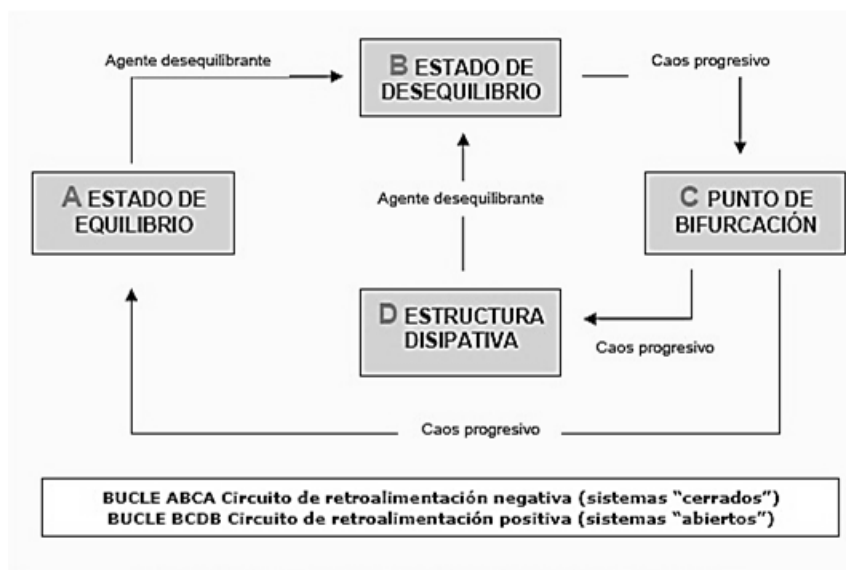 Agente desequilibrante
B ESTADO DE
DESEQUILIBRIO
Caos progresivo
A ESTADO DE
EQUILIBRIO
Agente desequilibrante
C PUNTO DE
BIFURCACIÓN
D ESTRUCTURA
DISIPATIVA
Caos progresivo
Caos progresivo
BUCLE ABCA Circuito de retroalimentación negativa (sistemas "cerrados")
BUCLE BCDB Circuito de retroalimentación positiva (sistemas "abiertos")